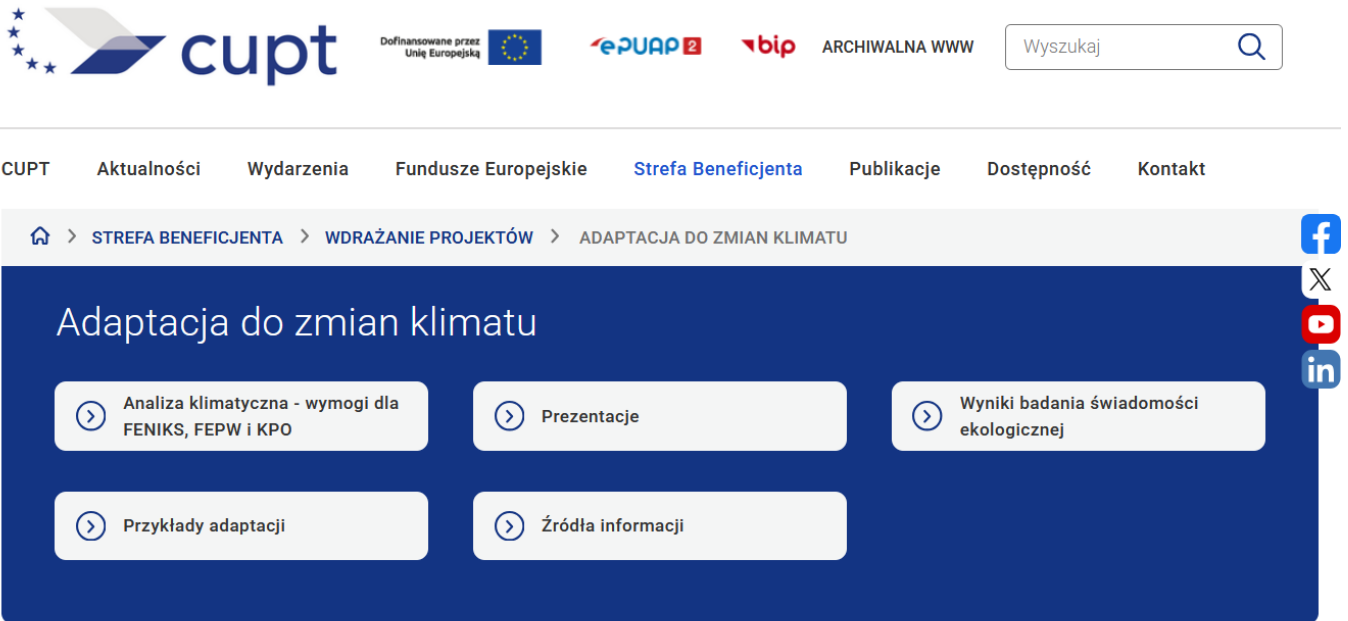 cupt
Dofinansowane przez
Unię Europejską
epUAP2
bip
ARCHIWALNA WWW
Wyszukaj
CUPT
Aktualności
Wydarzenia
Fundusze Europejskie
Strefa Beneficjenta
Publikacje
Dostępność
Kontakt
STREFA BENEFICJENTA > WDRAŻANIE PROJEKTÓW > ADAPTACJA DO ZMIAN KLIMATU
Adaptacja do zmian klimatu
Analiza klimatyczna - wymogi dla
FENIKS, FEPW i KPO
Prezentacje
Wyniki badania świadomości
ekologicznej
Przykłady adaptacji
Źródła informacji
f
X
in